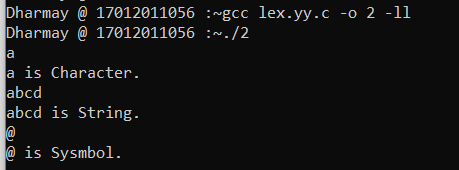 Dharmay @ 17012011056 :~gcc lex.yy.c -o 2 -ll
Dharmay @ 17012011056 :~./2
a
a is Character.
abcd
abcd is String.
@
@ is Sysmbol.